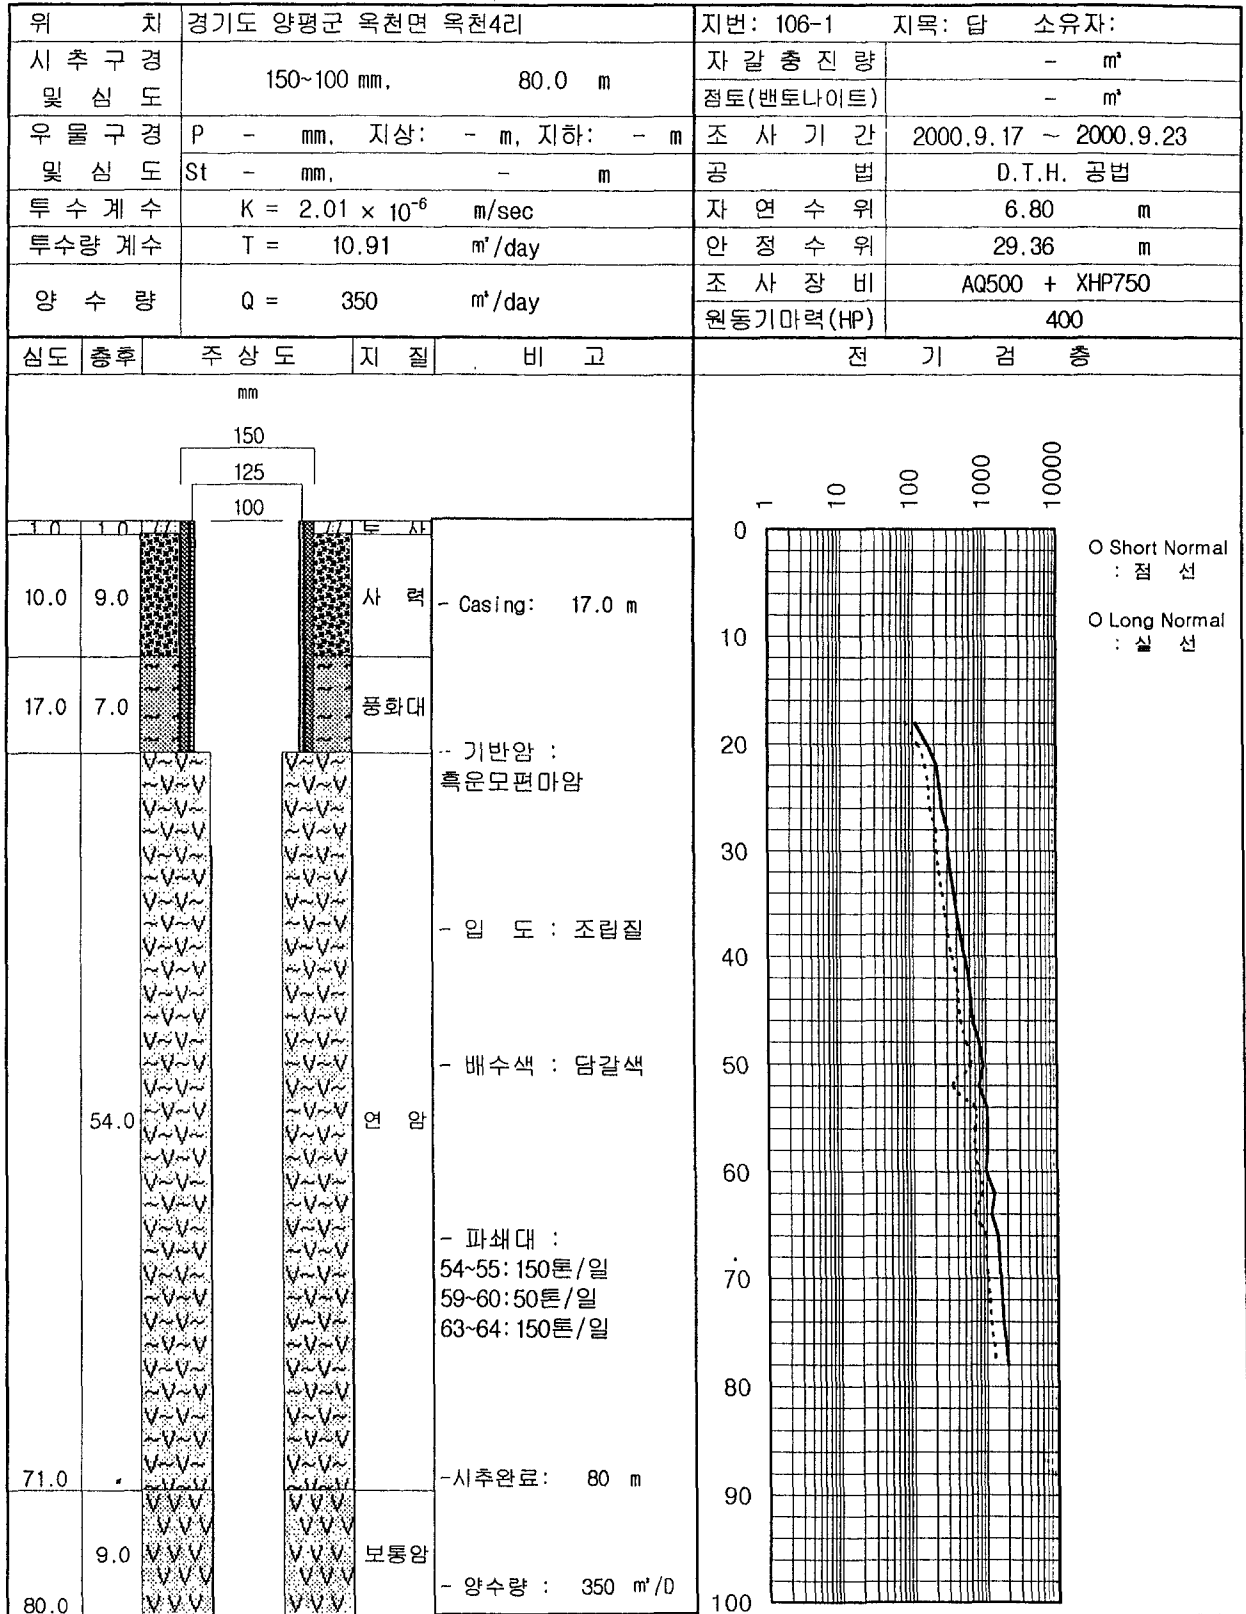 위 치 경기도 양평군 옥천면 옥천4리 지번: 106-1 지목: 답 소유자:
시추구경 및 심도 150~100 mm, 80.0 m
자갈충진량 - m³
점토(밴토나이트) - m³
우물구경 및 심도 P - mm, 지상: - m, 지하: - m
St - mm, - m
조사기간 2000.9.17 ~ 2000.9.23
공 법 D.T.H. 공법
투수계수 K = 2.01 × 10⁻⁶ m/sec
자연수위 6.80 m
투수량 계수 T = 10.91 m²/day
안정수위 29.36 m
양수량 Q = 350 m³/day
조사장비 AQ500 + XHP750
원동기마력(HP) 400
심도 층후 주상도 지질 비고 전기검층
mm
150
125
100
1.0 1.0 토 사
10.0 9.0 사 력
- Casing: 17.0 m
17.0 7.0 풍화대
- 기반암 :
흑운모편마암
- 입 도 : 조립질
- 배수색 : 담갈색
54.0 연 암
- 파쇄대 :
54~55:150톤/일
59~60:50톤/일
63~64:150톤/일
71.0
-시추완료: 80 m
9.0 보통암
- 양수량 : 350 m³/D
80.0
1 10 100 1000 10000
0
10
20
30
40
50
60
70
80
90
100
O Short Normal
: 점 선
O Long Normal
: 실 선